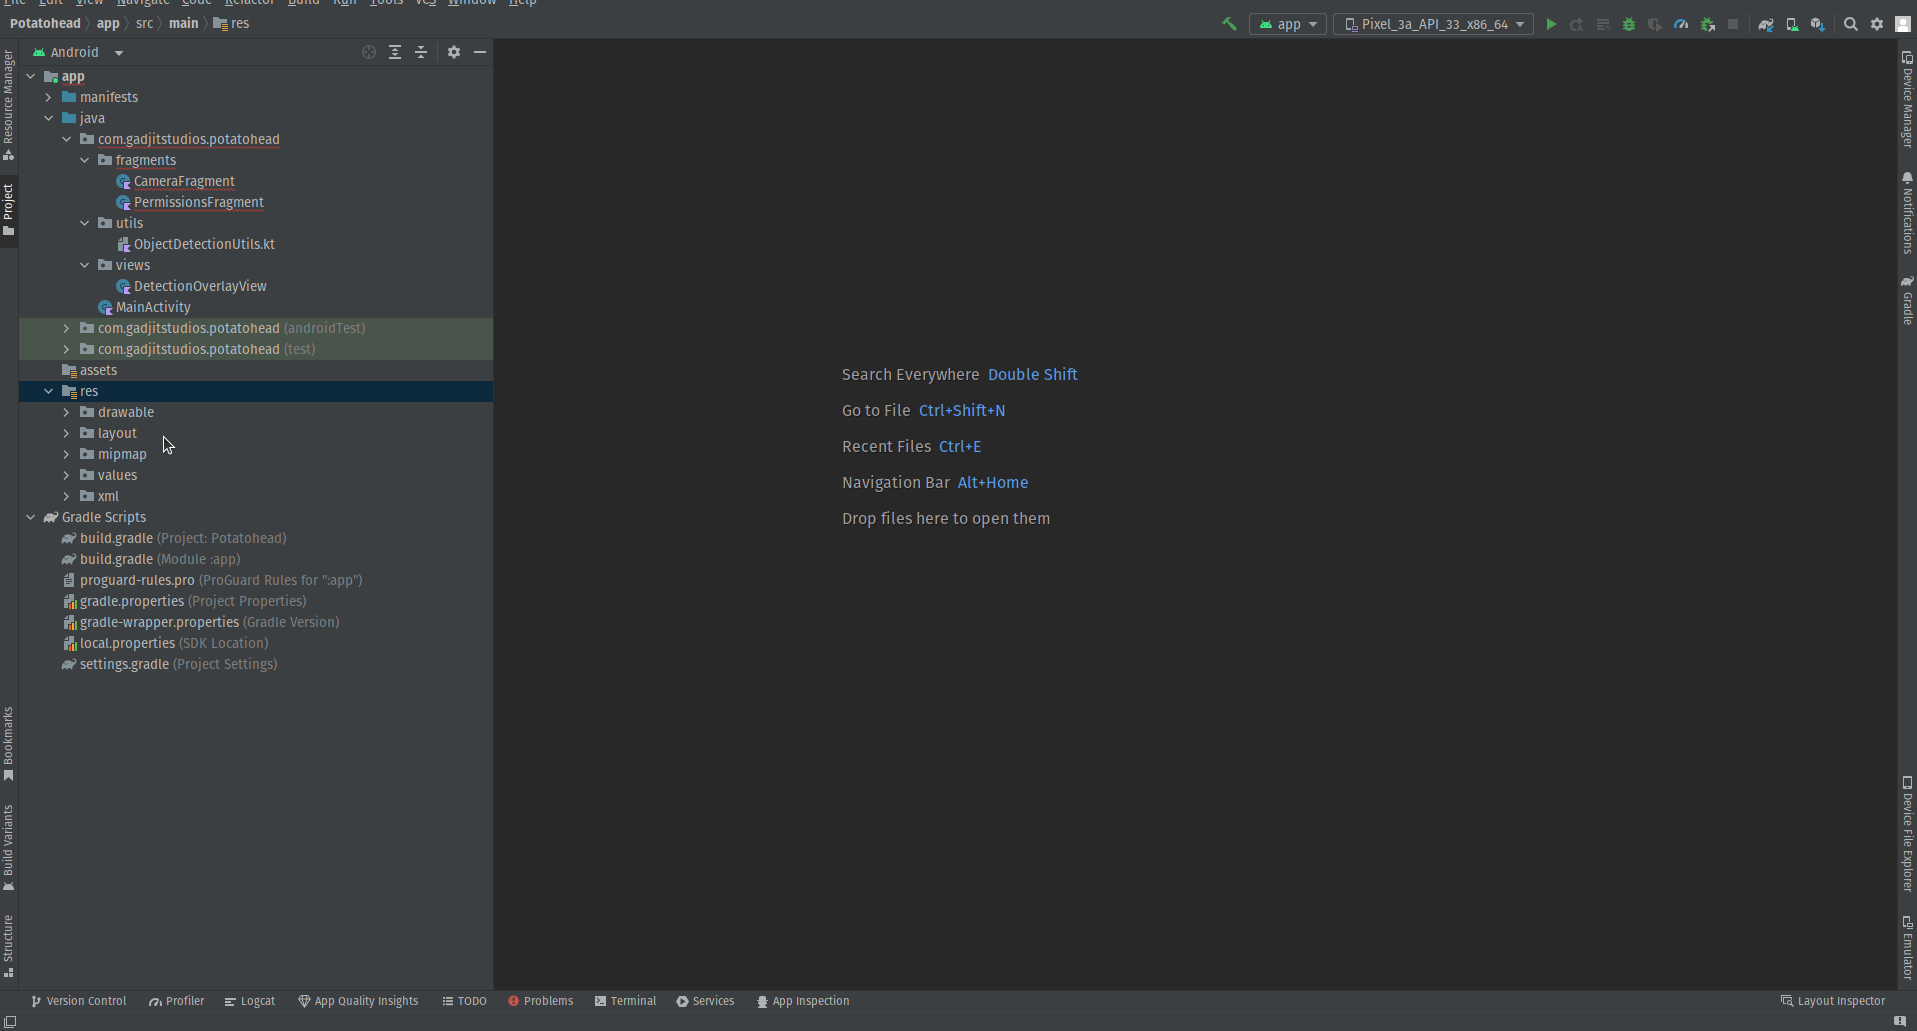 File Edit View Navigate Code Refactor Build Run Tools VCS Window Help
Potatohead app src main res
app
Pixel_3a_API_33_x86_64
Android
app
manifests
java
com.gadjitstudios.potatohead
fragments
CameraFragment
PermissionsFragment
utils
ObjectDetectionUtils.kt
views
DetectionOverlayView
MainActivity
com.gadjitstudios.potatohead (androidTest)
com.gadjitstudios.potatohead (test)
assets
res
drawable
layout
mipmap
values
xml
Gradle Scripts
build.gradle (Project: Potatohead)
build.gradle (Module :app)
proguard-rules.pro (ProGuard Rules for ":app")
gradle.properties (Project Properties)
gradle-wrapper.properties (Gradle Version)
local.properties (SDK Location)
settings.gradle (Project Settings)
Resource Manager
Project
Bookmarks
Build Variants
Structure
Search Everywhere Double Shift
Go to File Ctrl+Shift+N
Recent Files Ctrl+E
Navigation Bar Alt+Home
Drop files here to open them
Device Manager
Notifications
Gradle
Device File Explorer
Emulator
Version Control Profiler Logcat App Quality Insights TODO Problems Terminal Services App Inspection Layout Inspector